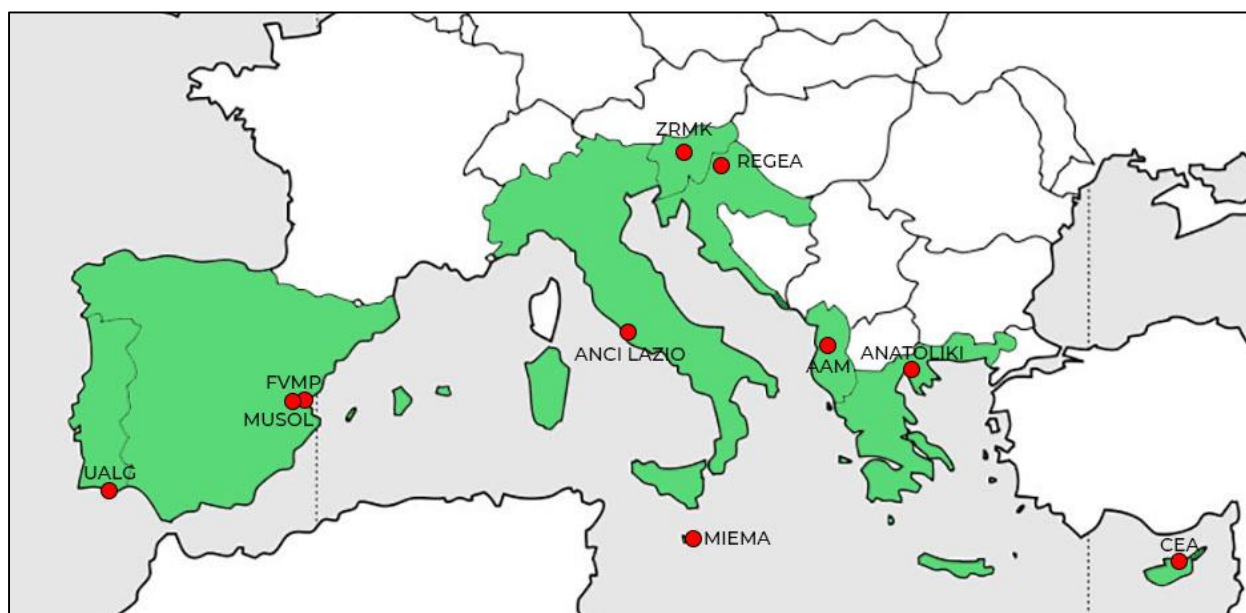 ZRMK
REGEA
ANCI LAZIO
AAM
ANATOLIKI
FVMP
MUSOL
UALG
MIEMA
CEA